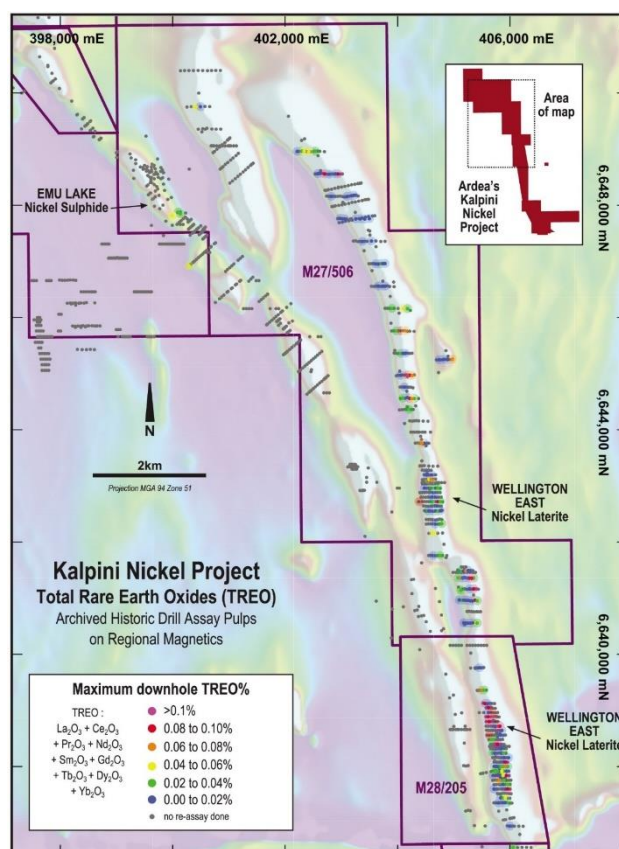 398,000 mE
402,000 mE
406,000 mE
Area
of map
Ardea's
Kalpini
Nickel
Project
6,648,000 mN
EMU LAKE
Nickel Sulphide
M27/506
6,644,000 mN
N
2km
Projection MGA 94 Zone 51
WELLINGTON
EAST
Nickel Laterite
Kalpini Nickel Project
Total Rare Earth Oxides (TREO)
Archived Historic Drill Assay Pulps
on Regional Magnetics
6,640,000 mN
Maximum downhole TREO%
TREO :
La₂O₃ + Ce₂O₃
+ Pr₂O₃ + Nd₂O₃
+ Sm₂O₃ + Gd₂O₃
+ Tb₂O₃ + Dy₂O₃
+ Yb₂O₃
>0.1%
0.08 to 0.10%
0.06 to 0.08%
0.04 to 0.06%
0.02 to 0.04%
0.00 to 0.02%
no re-assay done
WELLINGTON
EAST
Nickel Laterite
M28/205